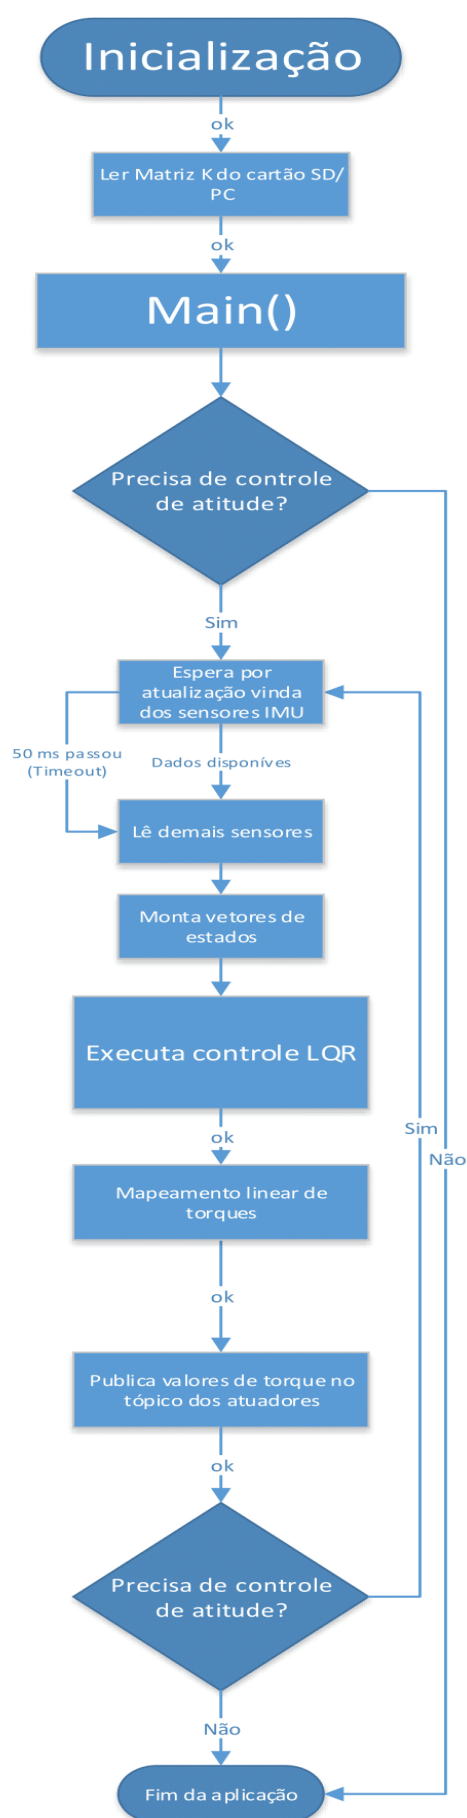 Inicialização
ok
Ler Matriz K do cartão SD/
PC
ok
Main()
Precisa de controle
de atitude?
Sim
Espera por
atualização vinda
dos sensores IMU
50 ms passou
(Timeout)
Dados disponíves
Lê demais sensores
Monta vetores de
estados
Executa controle LQR
ok
Sim
Não
Mapeamento linear de
torques
ok
Publica valores de torque no
tópico dos atuadores
ok
Precisa de controle
de atitude?
Não
Fim da aplicação